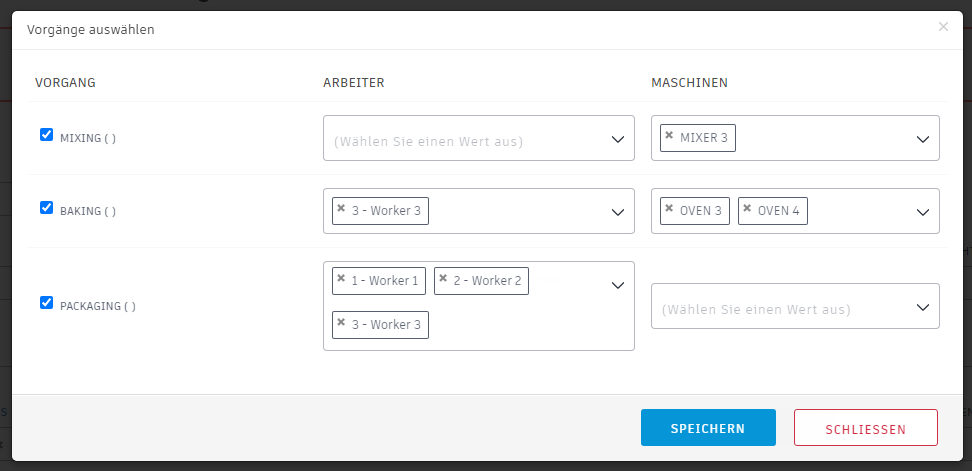 Vorgänge auswählen
×
VORGANG ARBEITER MASCHINEN
MIXING ( ) (Wählen Sie einen Wert aus) × MIXER 3
BAKING ( ) × 3 - Worker 3 × OVEN 3 × OVEN 4
× 1 - Worker 1 × 2 - Worker 2
PACKAGING ( ) (Wählen Sie einen Wert aus)
× 3 - Worker 3
SPEICHERN SCHLIESSEN